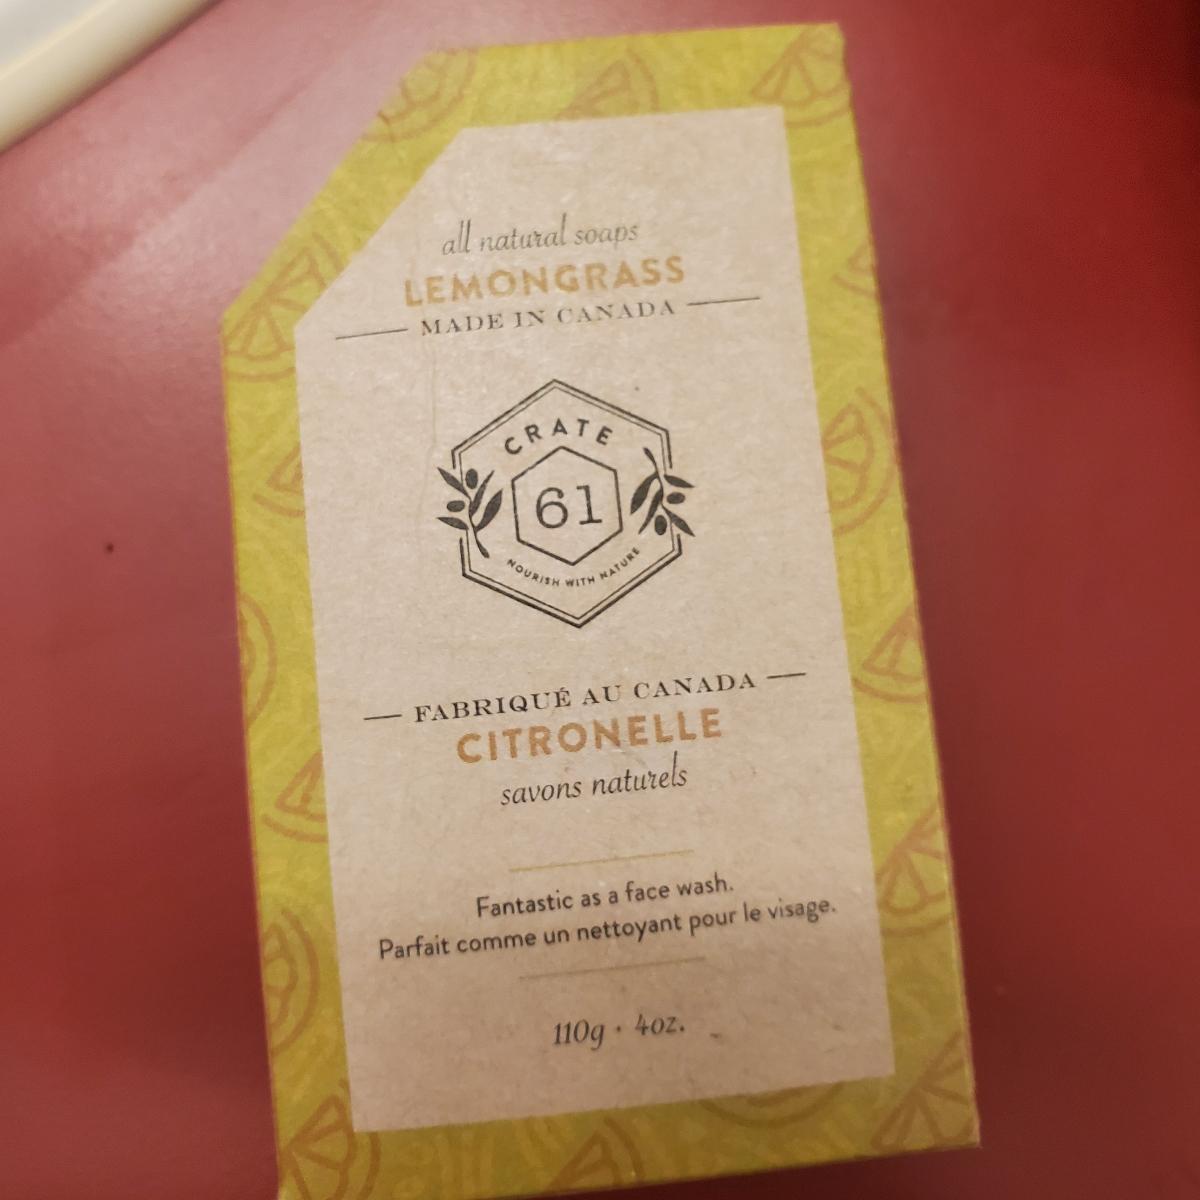 all natural soaps
LEMONGRASS
MADE IN CANADA
CRATE
61
NOURISH WITH NATURE
FABRIQUÉ AU CANADA
CITRONELLE
savons naturels
Fantastic as a face wash.
Parfait comme un nettoyant pour le visage.
110g · 4oz.